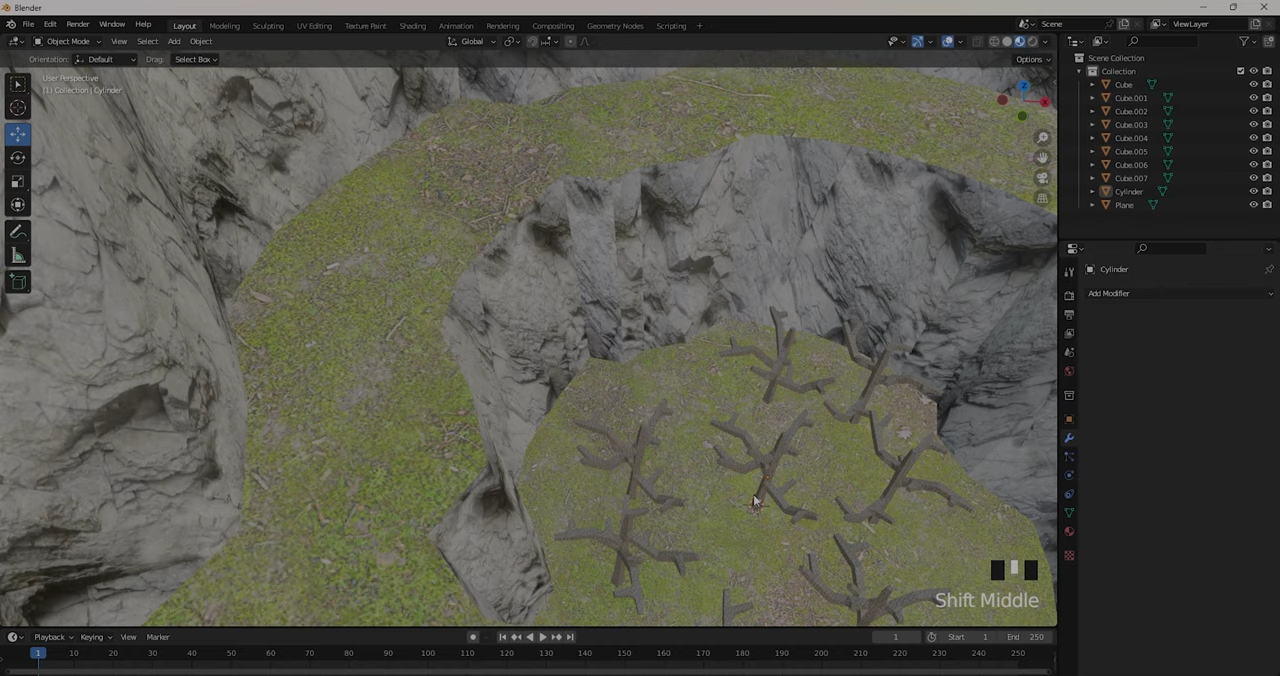 Blender
File Edit Render Window Help Layout Modeling Sculpting UV Editing Texture Paint Shading Animation Rendering Compositing Geometry Nodes Scripting + Scene ViewLayer
Object Mode View Select Add Object Global
Orientation: Default Drag: Select Box Options
User Perspective
(1) Collection | Cylinder
Z
X
Scene Collection
Collection
Cube
Cube.001
Cube.002
Cube.003
Cube.004
Cube.005
Cube.006
Cube.007
Cylinder
Plane
Cylinder
Add Modifier
Shift Middle
Playback Keying View Marker 1 Start 1 End 250
1 10 20 30 40 50 60 70 80 90 100 110 120 130 140 150 160 170 180 190 200 210 220 230 240 250